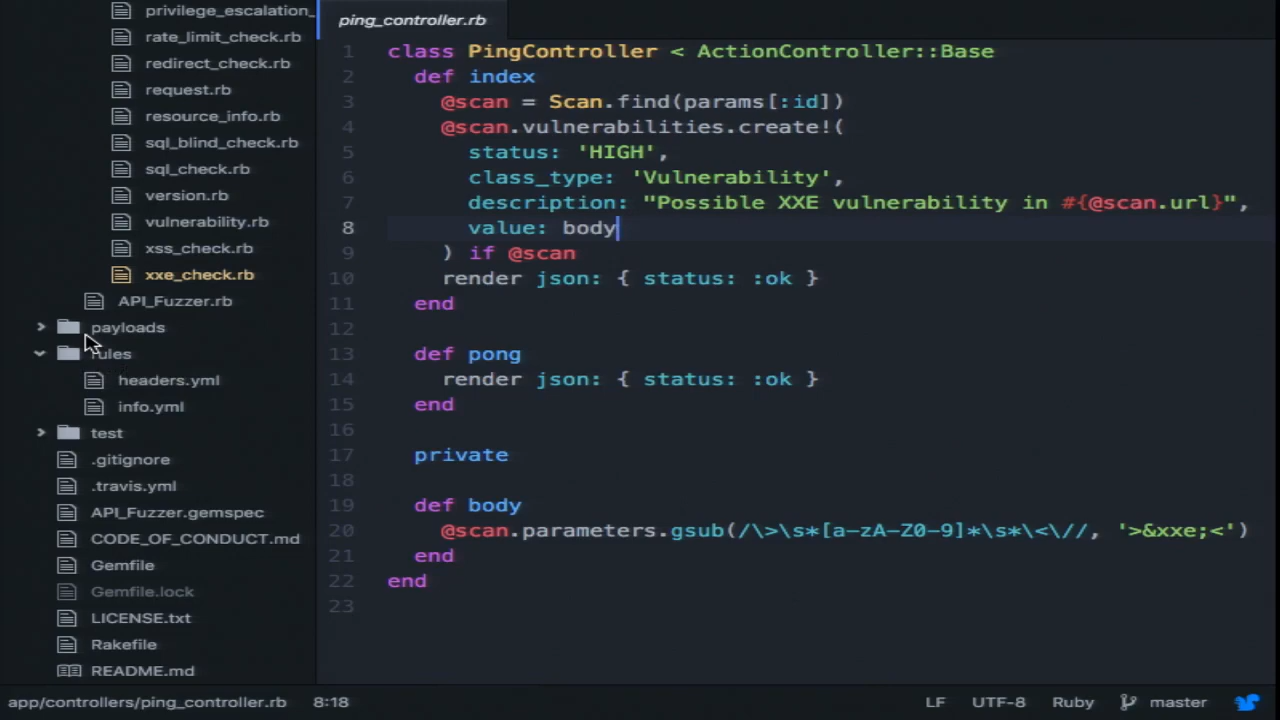 privilege_escalation_
rate_limit_check.rb
redirect_check.rb
request.rb
resource_info.rb
sql_blind_check.rb
sql_check.rb
version.rb
vulnerability.rb
xss_check.rb
xxe_check.rb
API_Fuzzer.rb
payloads
rules
headers.yml
info.yml
test
.gitignore
.travis.yml
API_Fuzzer.gemspec
CODE_OF_CONDUCT.md
Gemfile
Gemfile.lock
LICENSE.txt
Rakefile
README.md
ping_controller.rb
1 class PingController < ActionController::Base
2   def index
3     @scan = Scan.find(params[:id])
4     @scan.vulnerabilities.create!(
5       status: 'HIGH',
6       class_type: 'Vulnerability',
7       description: "Possible XXE vulnerability in #{@scan.url}",
8       value: body
9     ) if @scan
10     render json: { status: :ok }
11   end
12
13   def pong
14     render json: { status: :ok }
15   end
16
17   private
18
19   def body
20     @scan.parameters.gsub(/\>\s*[a-zA-Z0-9]*\s*\<\//, '>&xxe;<')
21   end
22 end
23
app/controllers/ping_controller.rb 8:18 LF UTF-8 Ruby master